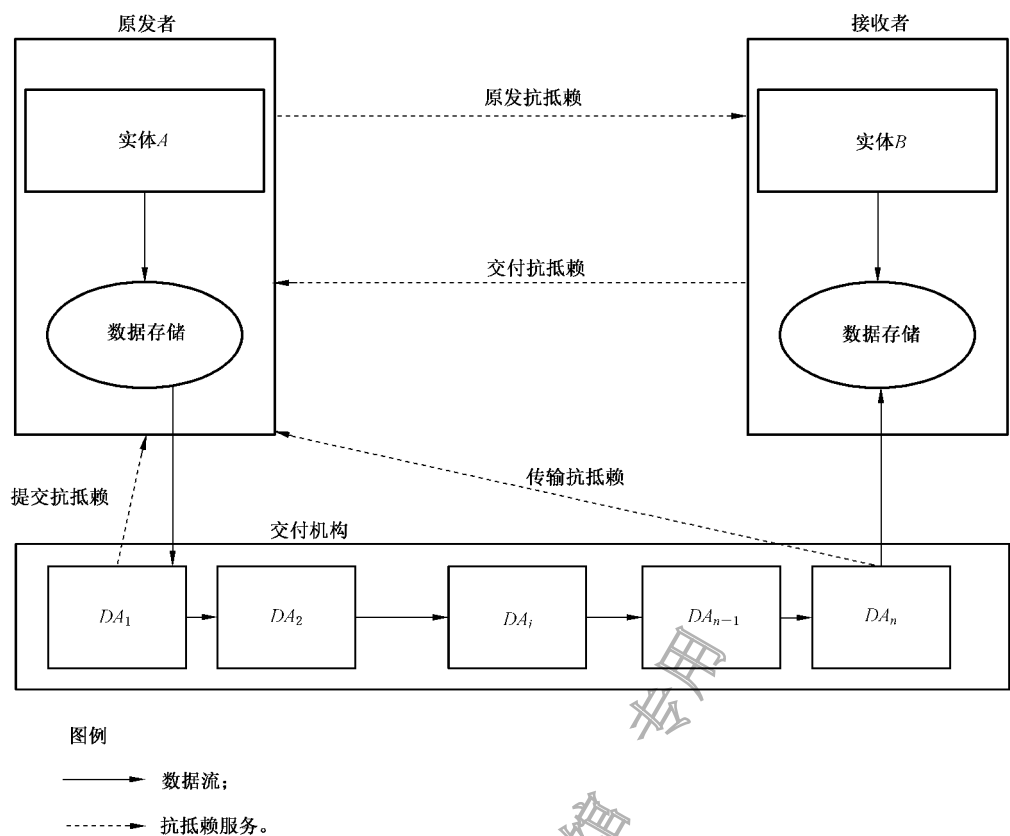 原发者
接收者
原发抗抵赖
实体A
实体B
交付抗抵赖
数据存储
数据存储
传输抗抵赖
提交抗抵赖
交付机构
DA₁
DA₂
DAᵢ
DAₙ₋₁
DAₙ
专用
图例
数据流；
抗抵赖服务。